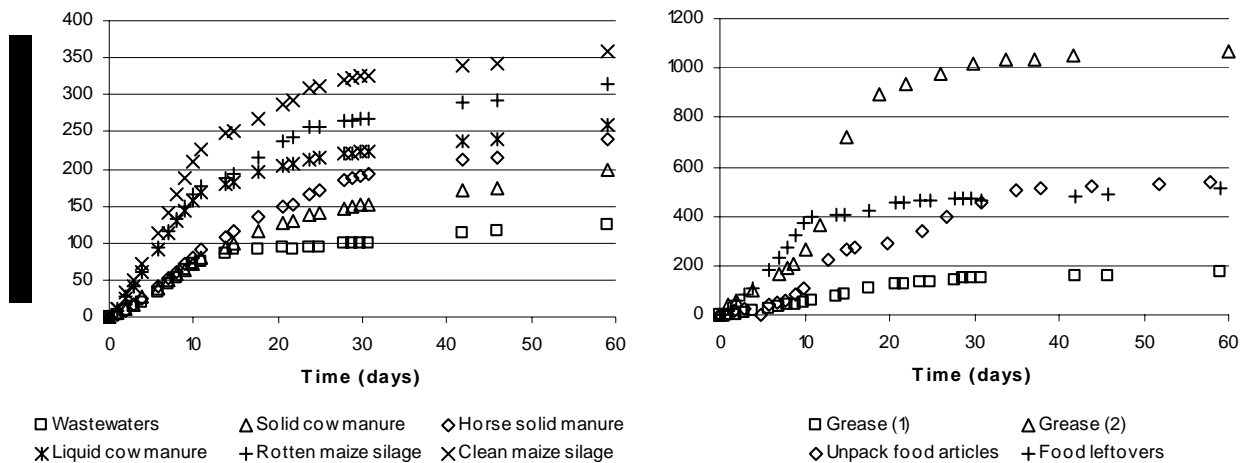 400
350
300
250
200
150
100
50
0
0 10 20 30 40 50 60
Time (days)
Wastewaters Solid cow manure Horse solid manure
Liquid cow manure Rotten maize silage Clean maize silage
1200
1000
800
600
400
200
0
0 10 20 30 40 50 60
Time (days)
Grease (1) Grease (2)
Unpack food articles Food leftovers